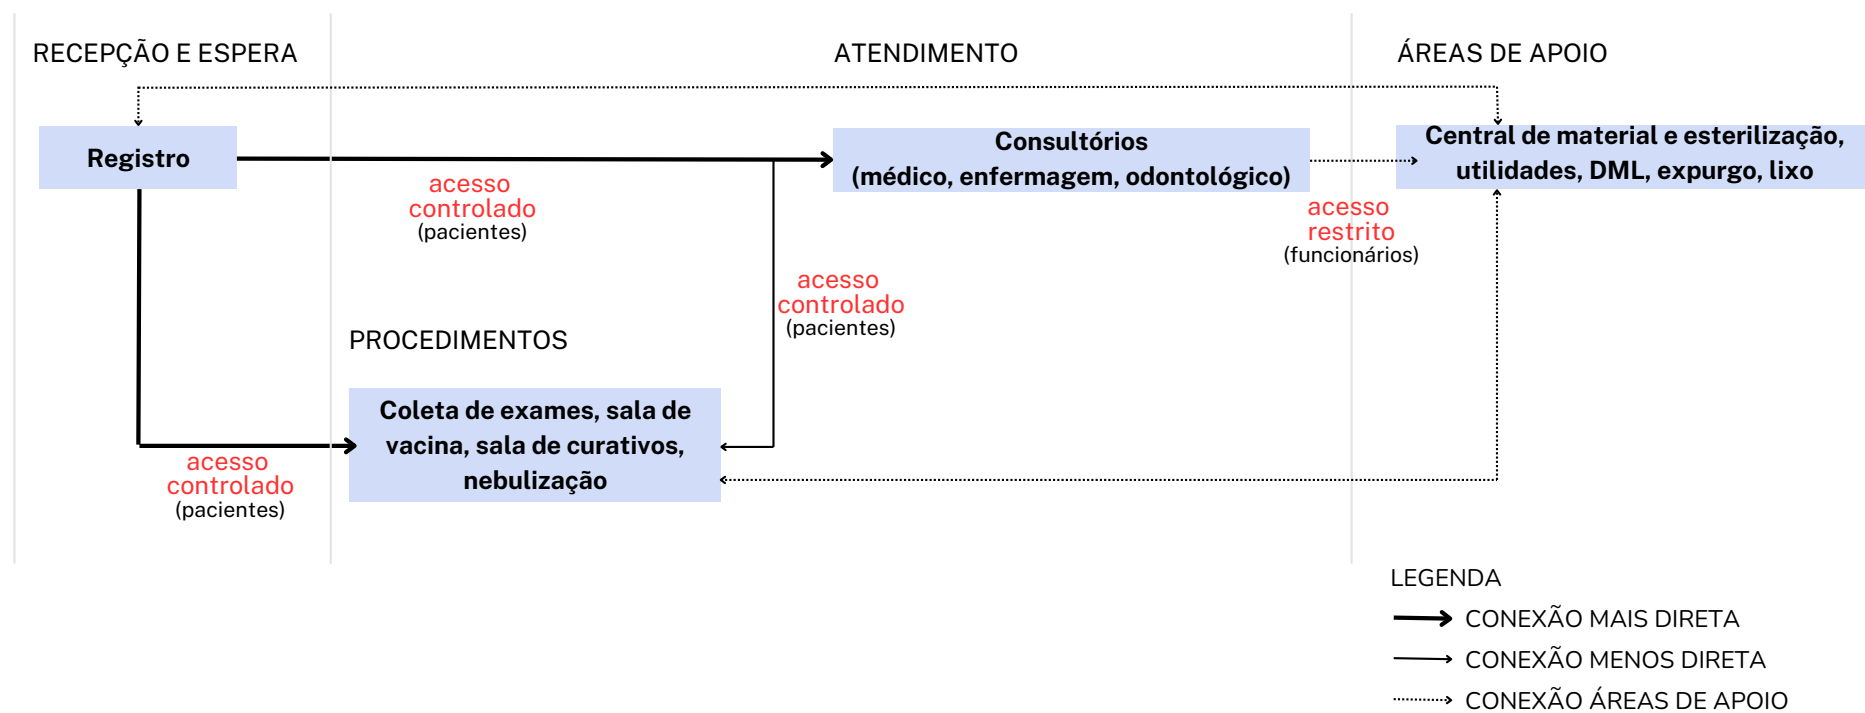 RECEPÇÃO E ESPERA
ATENDIMENTO
ÁREAS DE APOIO
Registro
Consultórios
(médico, enfermagem, odontológico)
Central de material e esterilização,
utilidades, DML, expurgo, lixo
acesso
controlado
(pacientes)
acesso
restrito
(funcionários)
acesso
controlado
(pacientes)
PROCEDIMENTOS
Coleta de exames, sala de
vacina, sala de curativos,
nebulização
acesso
controlado
(pacientes)
LEGENDA
CONEXÃO MAIS DIRETA
CONEXÃO MENOS DIRETA
CONEXÃO ÁREAS DE APOIO